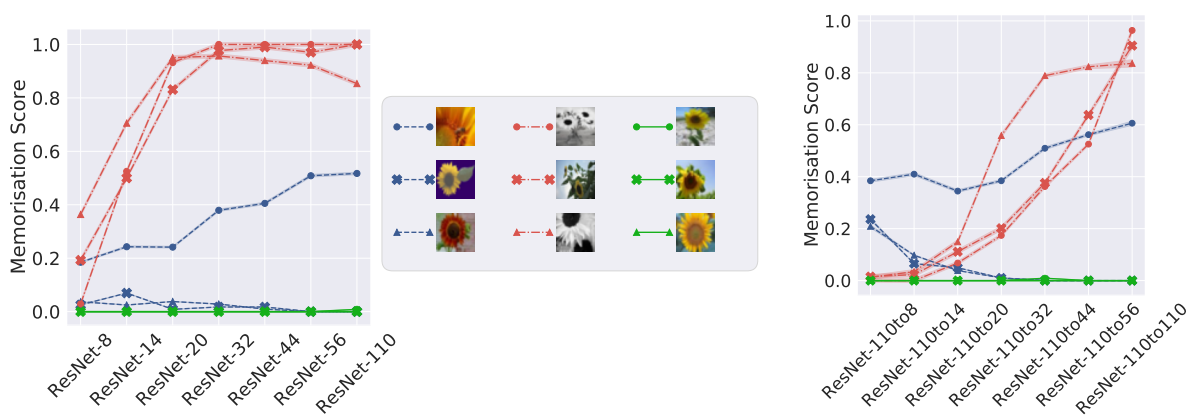 Memorisation Score
1.0
0.8
0.6
0.4
0.2
0.0
ResNet-8
ResNet-14
ResNet-20
ResNet-32
ResNet-44
ResNet-56
ResNet-110
Memorisation Score
1.0
0.8
0.6
0.4
0.2
0.0
ResNet-110to8
ResNet-110to14
ResNet-110to20
ResNet-110to32
ResNet-110to44
ResNet-110to56
ResNet-110to110